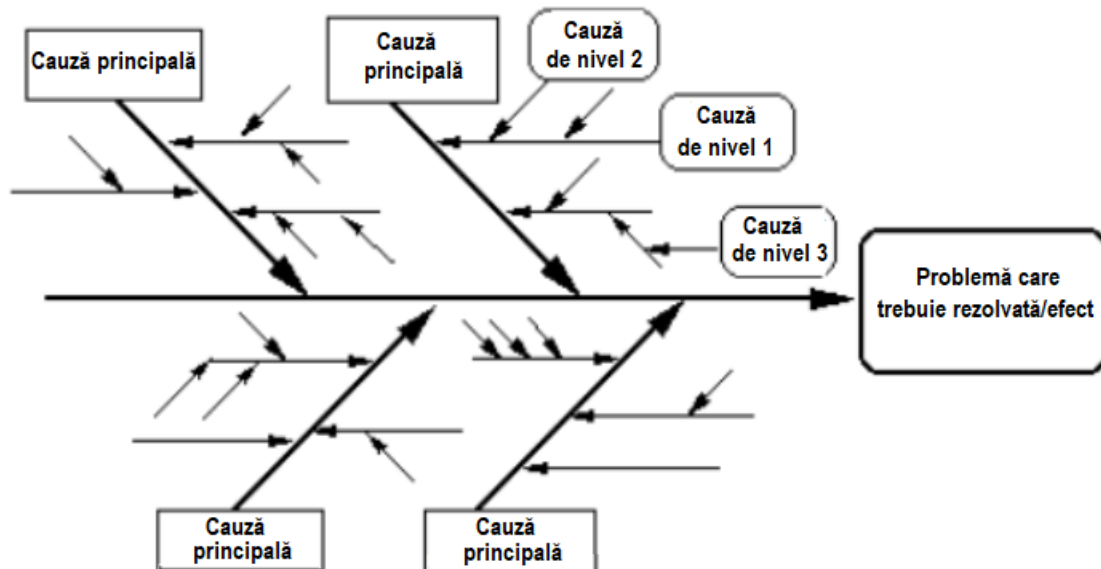 Cauză principală
Cauză
principală
Cauză
de nivel 2
Cauză
de nivel 1
Cauză
de nivel 3
Problemă care
trebuie rezolvată/efect
Cauză
principală
Cauză
principală